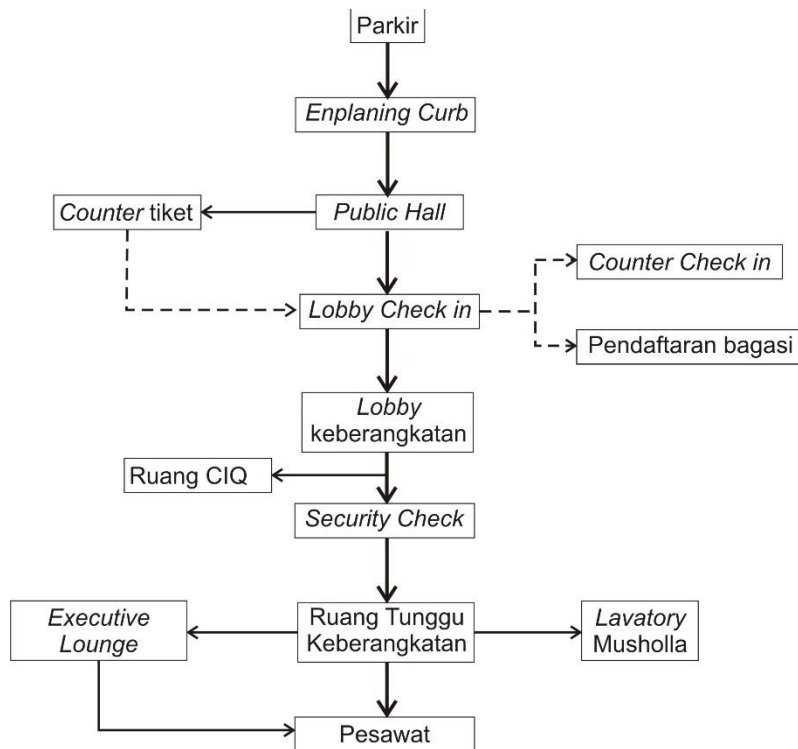 Parkir
Enplaning Curb
Counter tiket
Public Hall
Counter Check in
Lobby Check in
Pendaftaran bagasi
Lobby
keberangkatan
Ruang CIQ
Security Check
Executive
Lounge
Ruang Tunggu
Keberangkatan
Lavatory
Musholla
Pesawat